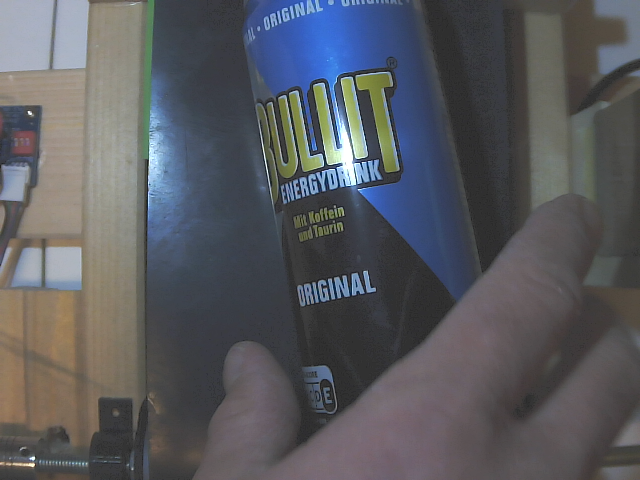 • ORIGINAL • ORIGINAL •
BULLIT®
ENERGYDRINK
Mit Koffein
und Taurin
ORIGINAL
D E